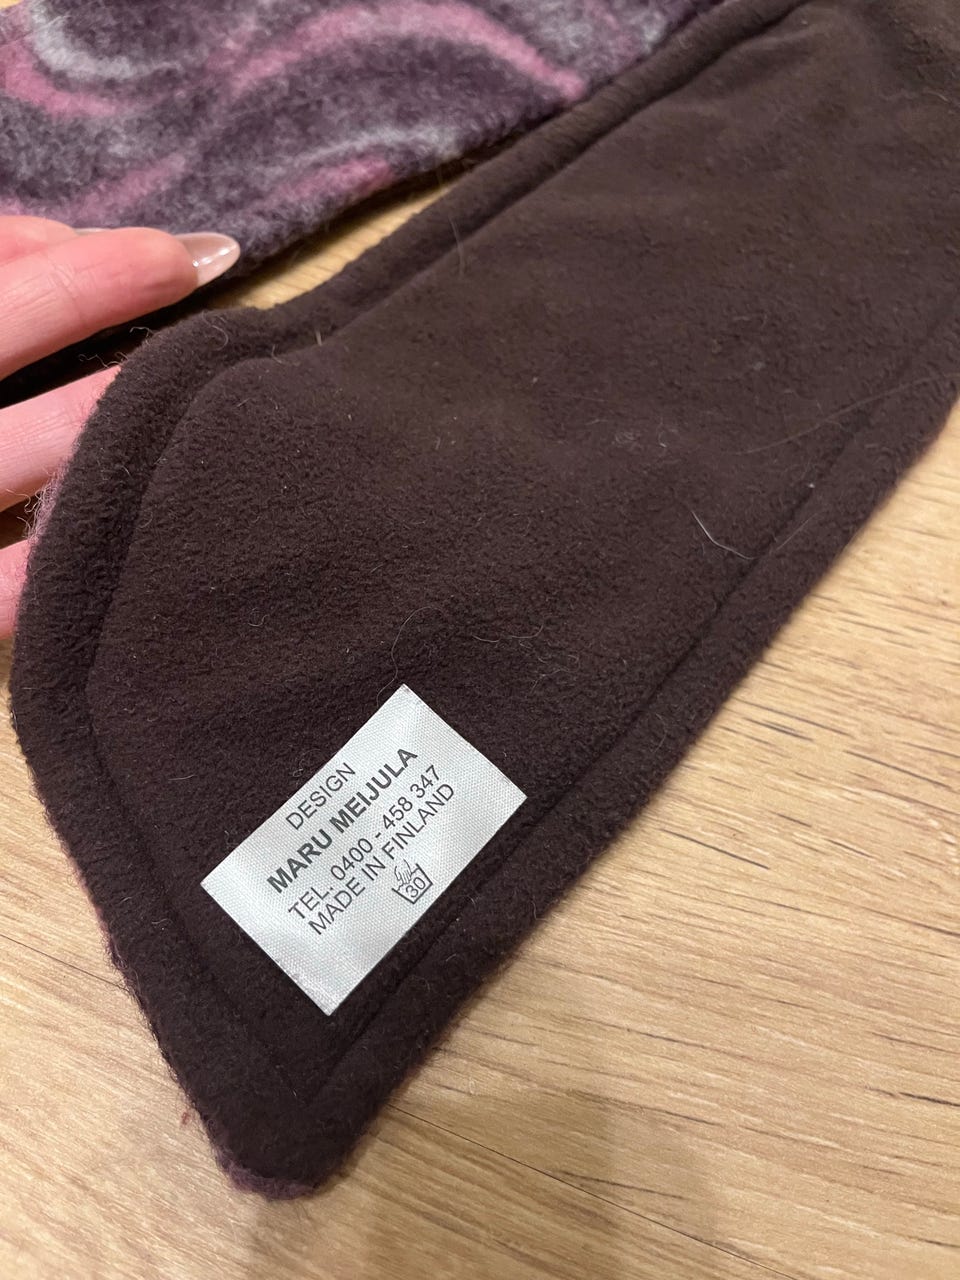 DESIGN
MARU MEIJULA
TEL. 0400 - 458 347
MADE IN FINLAND
30